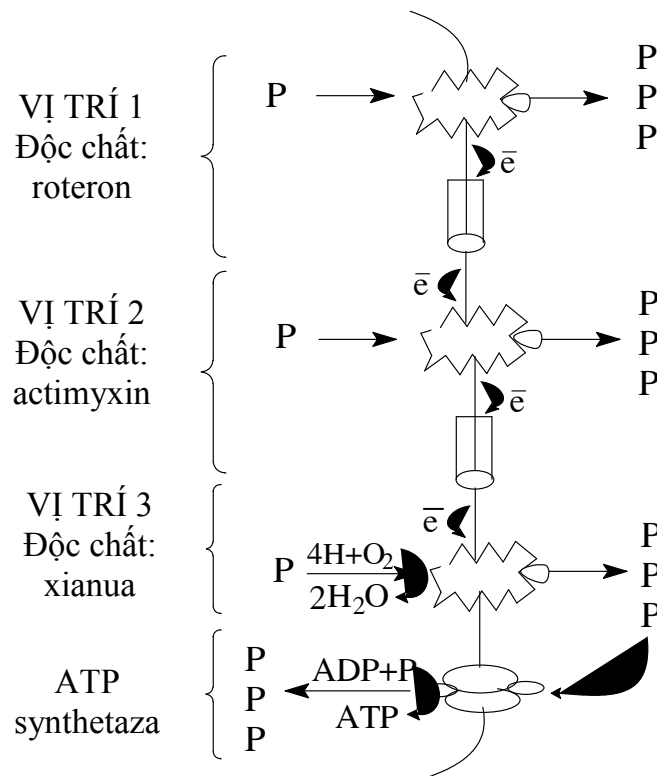 VỊ TRÍ 1
Độc chất:
roteron
P
P
P
P
ē
ē
VỊ TRÍ 2
Độc chất:
actimyxin
P
P
P
P
ē
ē
VỊ TRÍ 3
Độc chất:
xianua
P
4H+O₂
2H₂O
P
P
P
ATP
synthetaza
P
P
P
ADP+P
ATP